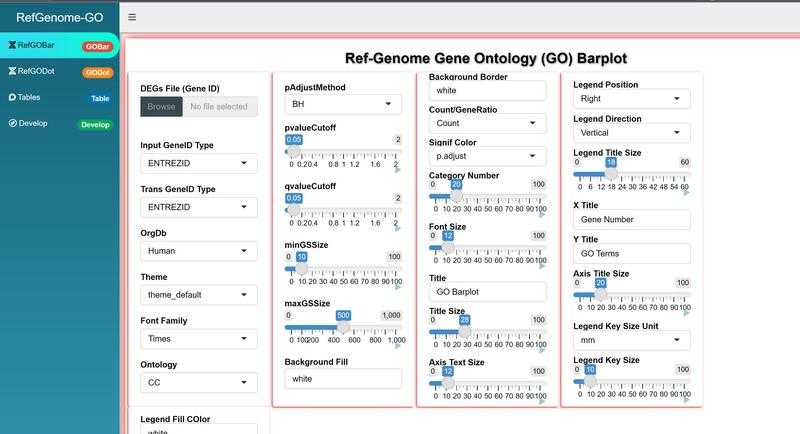 RefGenome-GO
RefGOBar
GOBar
RefGODot
GODot
Tables
Table
Develop
Develop
Ref-Genome Gene Ontology (GO) Barplot
DEGs File (Gene ID)
Browse
No file selected
Input GeneID Type
ENTREZID
Trans GeneID Type
ENTREZID
OrgDb
Human
Theme
theme_default
Font Family
Times
Ontology
CC
Legend Fill COlor
white
pAdjustMethod
BH
pvalueCutoff
0.05 2
0 0.20.4 0.8 1 1.2 1.6 2
qvalueCutoff
0.05 2
0 0.20.4 0.8 1 1.2 1.6 2
minGSSize
0 10 100
0 10 20 30 40 50 60 70 80 90 100
maxGSSize
0 500 1,000
0 100200 400 500 600 800 1,000
Background Fill
white
Background Border
white
Count/GeneRatio
Count
Signif Color
p.adjust
Category Number
0 20 100
0 10 20 30 40 50 60 70 80 90 100
Font Size
0 12 100
0 10 20 30 40 50 60 70 80 90 100
Title
GO Barplot
Title Size
0 28 100
0 10 20 30 40 50 60 70 80 90 100
Axis Text Size
0 12 100
0 10 20 30 40 50 60 70 80 90 100
Legend Position
Right
Legend Direction
Vertical
Legend Title Size
0 18 60
0 6 12 18 24 30 36 42 48 54 60
X Title
Gene Number
Y Title
GO Terms
Axis Title Size
0 20 100
0 10 20 30 40 50 60 70 80 90 100
Legend Key Size Unit
mm
Legend Key Size
0 10 100
0 10 20 30 40 50 60 70 80 90 100